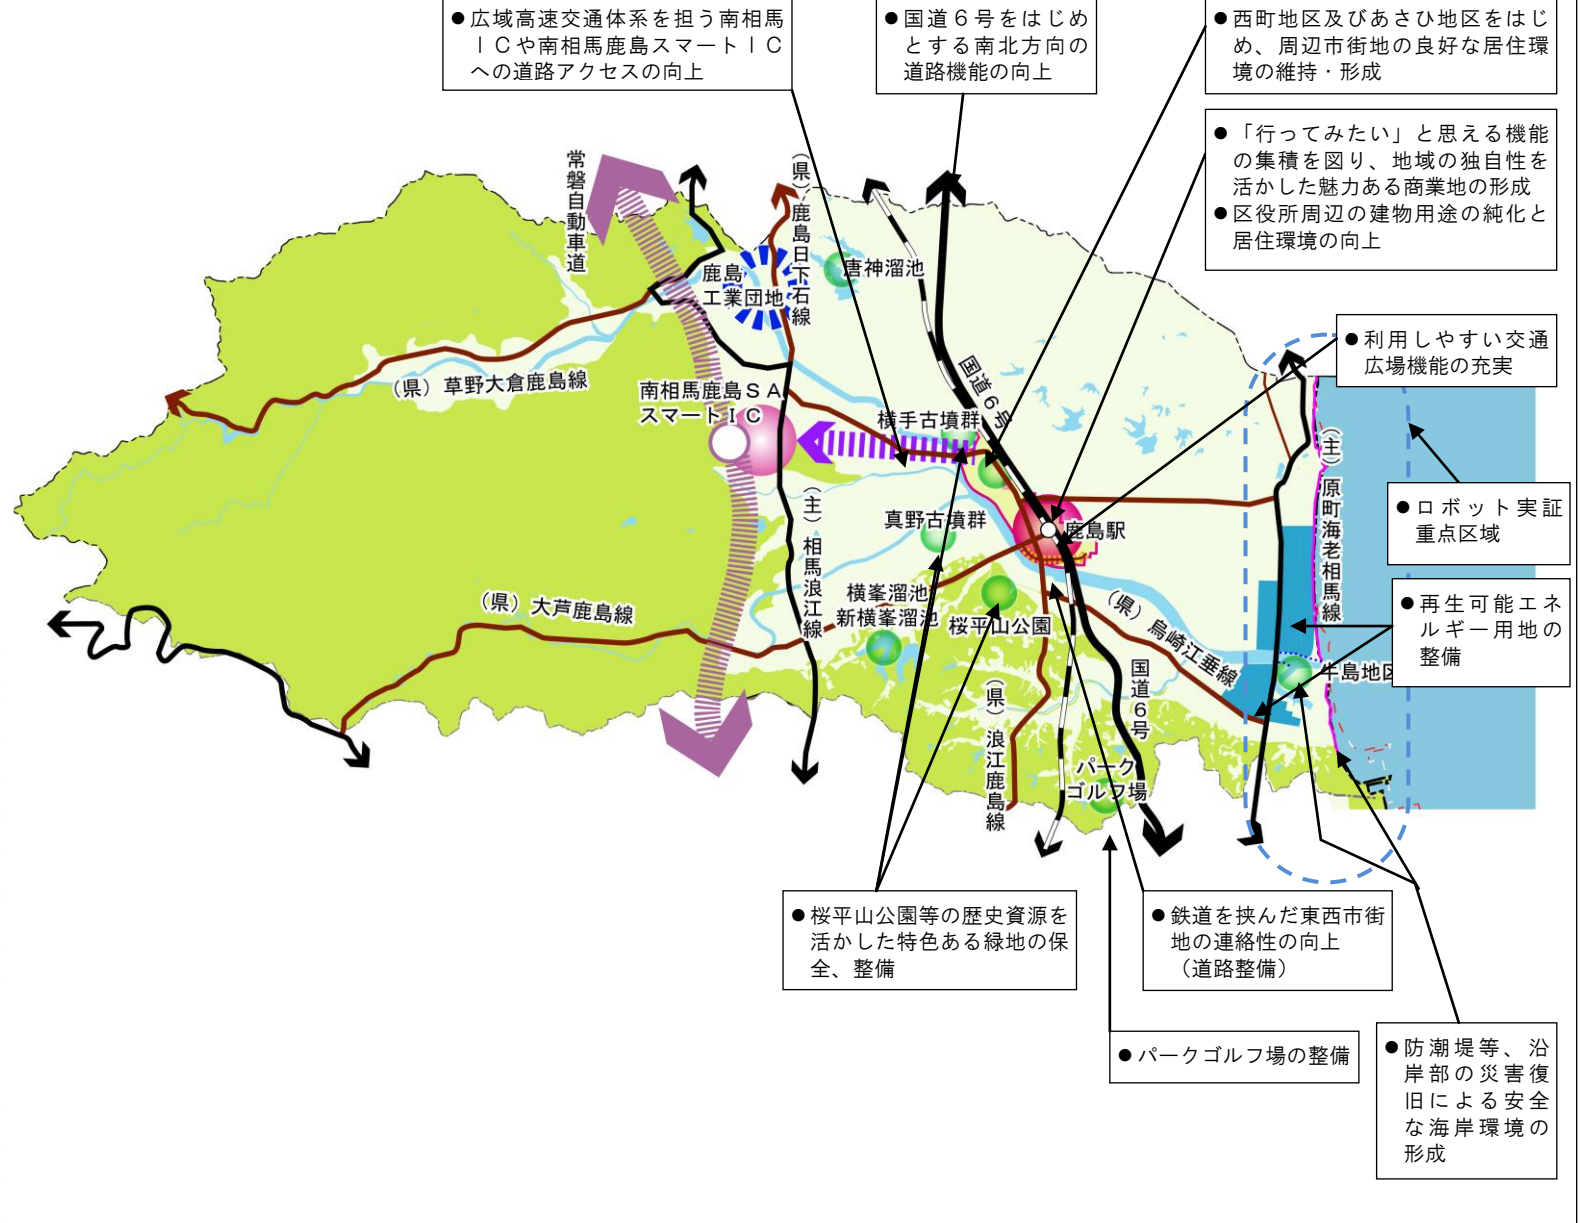 ●広域高速交通体系を担う南相馬
ＩＣや南相馬鹿島スマートＩＣ
への道路アクセスの向上
●国道６号をはじめ
とする南北方向の
道路機能の向上
●西町地区及びあさひ地区をはじ
め、周辺市街地の良好な居住環
境の維持・形成
●「行ってみたい」と思える機能
の集積を図り、地域の独自性を
活かした魅力ある商業地の形成
●区役所周辺の建物用途の純化と
居住環境の向上
常磐自動車道
（県）鹿島日下石線
鹿島
工業団地
唐神溜池
●利用しやすい交通
広場機能の充実
国道６号
（県）草野大倉鹿島線
南相馬鹿島ＳＡ
スマートＩＣ
横手古墳群
（主）原町海老相馬線
●ロボット実証
重点区域
（主）相馬浪江線
真野古墳群
鹿島駅
横峯溜池
新横峯溜池
桜平山公園
（県）大芦鹿島線
（県）烏崎江垂線
●再生可能エネ
ルギー用地の
整備
牛島地区
国道６号
（県）浪江鹿島線
パーク
ゴルフ場
●桜平山公園等の歴史資源を
活かした特色ある緑地の保
全、整備
●鉄道を挟んだ東西市街
地の連絡性の向上
（道路整備）
●パークゴルフ場の整備
●防潮堤等、沿
岸部の災害復
旧による安全
な海岸環境の
形成